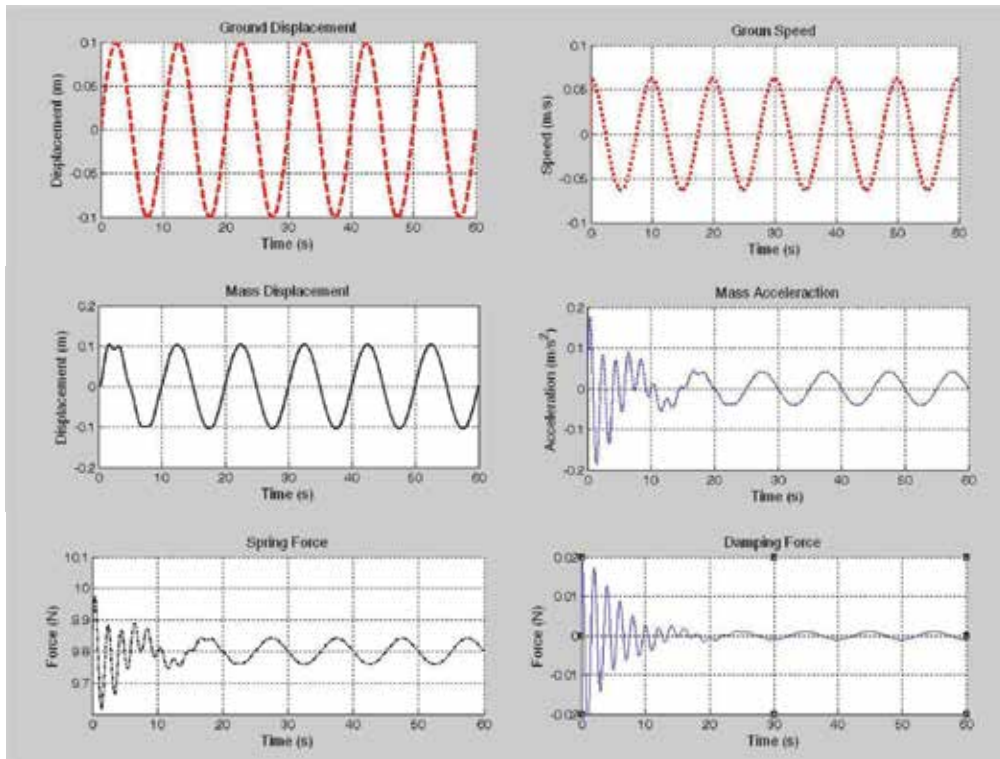 Ground Displacement
0.1
0.05
0
-0.05
-0.1
Displacement (m)
0 10 20 30 40 50 60
Time (s)
Groun Speed
0.1
0.05
0
-0.05
-0.1
Speed (m/s)
0 10 20 30 40 50 60
Time (s)
Mass Displacement
0.2
0.1
0
-0.1
-0.2
Displacement (m)
0 10 20 30 40 50 60
Time (s)
Mass Acceleraction
0.2
0.1
0
-0.1
-0.2
Acceleration (m/s²)
0 10 20 30 40 50 60
Time (s)
Spring Force
10.1
10
9.9
9.8
9.7
Force (N)
0 10 20 30 40 50 60
Time (s)
Damping Force
0.02
0.01
0
-0.01
-0.02
Force (N)
0 10 20 30 40 50 60
Time (s)